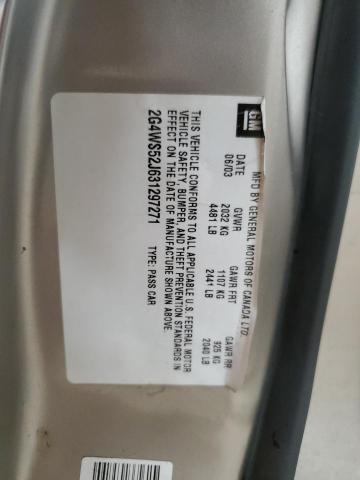 GM
MFD BY GENERAL MOTORS OF CANADA LTD.
DATE GVWR GAWR FRT GAWR RR
06/03 2032 KG 1107 KG 925 KG
4481 LB 2441 LB 2040 LB
THIS VEHICLE CONFORMS TO ALL APPLICABLE U.S. FEDERAL MOTOR
VEHICLE SAFETY, BUMPER, AND THEFT PREVENTION STANDARDS IN
EFFECT ON THE DATE OF MANUFACTURE SHOWN ABOVE.
2G4WS52J631297271 TYPE: PASS CAR